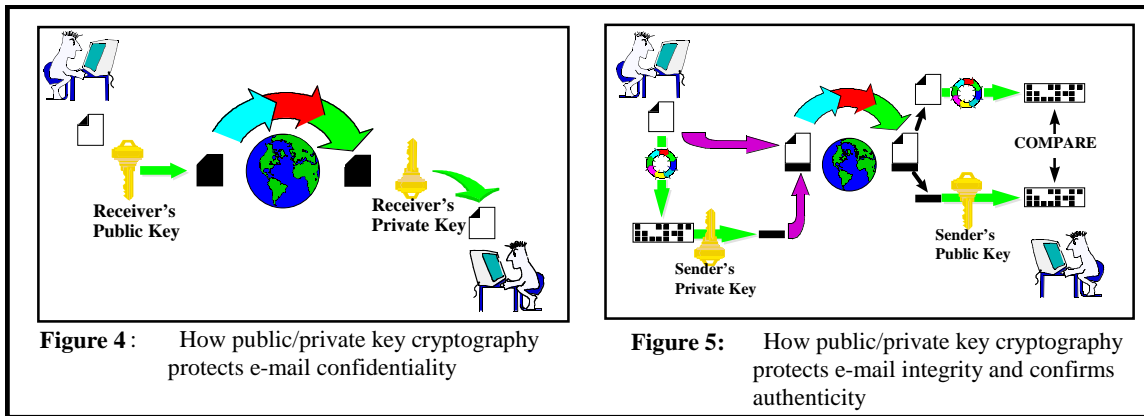 Receiver's
Public Key
Receiver's
Private Key
Figure 4 : How public/private key cryptography
protects e-mail confidentiality
COMPARE
Sender's
Private Key
Sender's
Public Key
Figure 5: How public/private key cryptography
protects e-mail integrity and confirms
authenticity